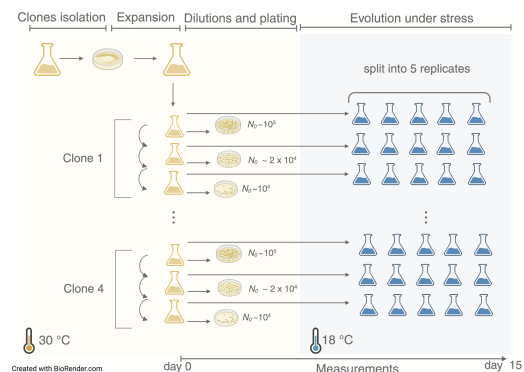 Clones isolation
Expansion
Dilutions and plating
Evolution under stress
split into 5 replicates
Clone 1
N₀~10⁵
N₀ ~ 2 x 10⁴
N₀~10⁴
Clone 4
N₀~10⁵
N₀ ~ 2 x 10⁴
N₀~10⁴
30 °C
18 °C
Created with BioRender.com
day 0
Measurements
day 15